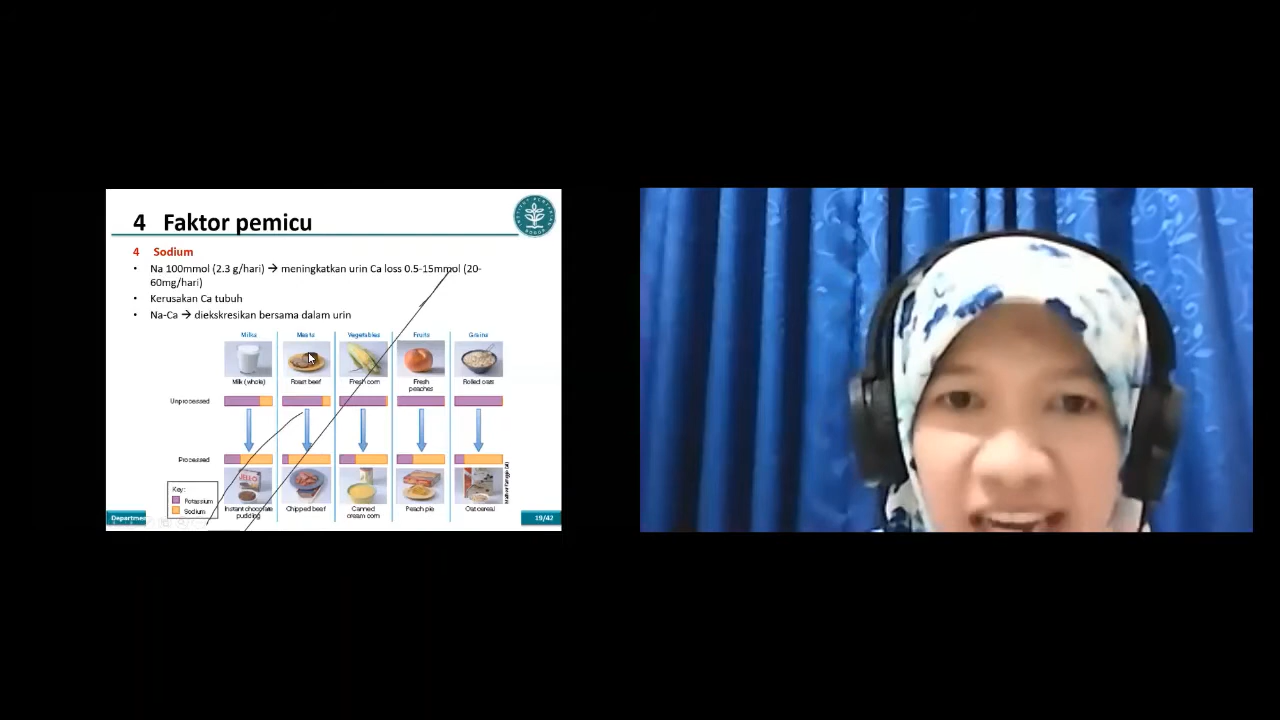 4 Faktor pemicu
4 Sodium
• Na 100mmol (2.3 g/hari) → meningkatkan urin Ca loss 0.5-15mmol (20-
60mg/hari)
• Kerusakan Ca tubuh
• Na-Ca → diekskresikan bersama dalam urin
Milks Meats Vegetables Fruits Grains
Milk (whole) Roast beef Fresh corn Fresh peaches Rolled oats
Unprocessed
Processed
JELLO
Key:
Potassium
Sodium
Instant chocolate pudding Chipped beef Canned cream corn Peach pie Oat cereal
Departmen
19/42